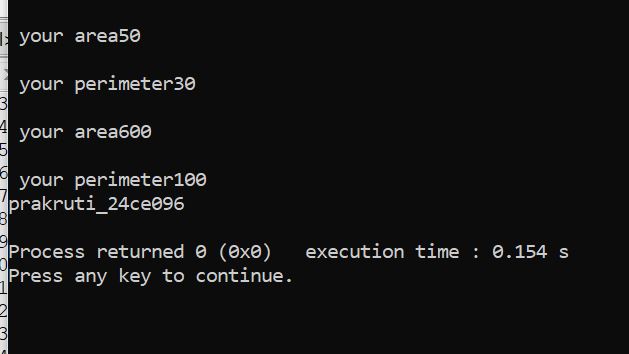 your area50
your perimeter30
your area600
your perimeter100
prakruti_24ce096
Process returned 0 (0x0)   execution time : 0.154 s
Press any key to continue.